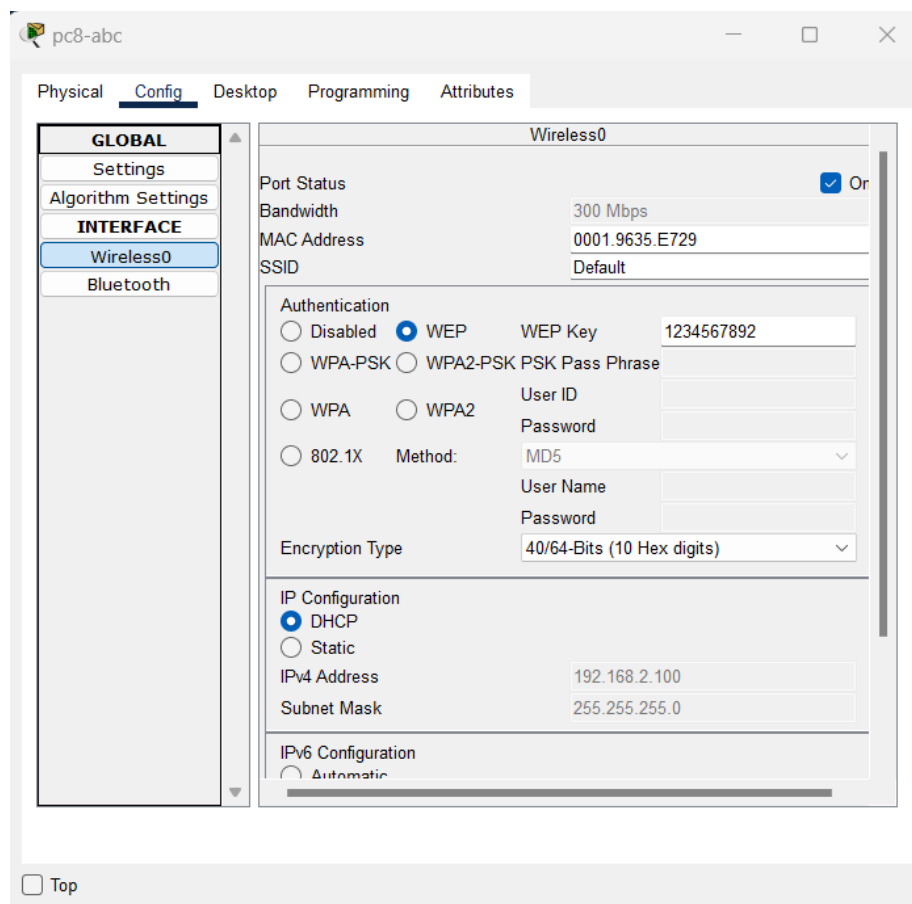 pc8-abc
Physical Config Desktop Programming Attributes
GLOBAL
Settings
Algorithm Settings
INTERFACE
Wireless0
Bluetooth
Wireless0
Port Status On
Bandwidth 300 Mbps
MAC Address 0001.9635.E729
SSID Default
Authentication
Disabled WEP WEP Key 1234567892
WPA-PSK WPA2-PSK PSK Pass Phrase
User ID
WPA WPA2
Password
802.1X Method: MD5
User Name
Password
Encryption Type 40/64-Bits (10 Hex digits)
IP Configuration
DHCP
Static
IPv4 Address 192.168.2.100
Subnet Mask 255.255.255.0
IPv6 Configuration
Automatic
Top